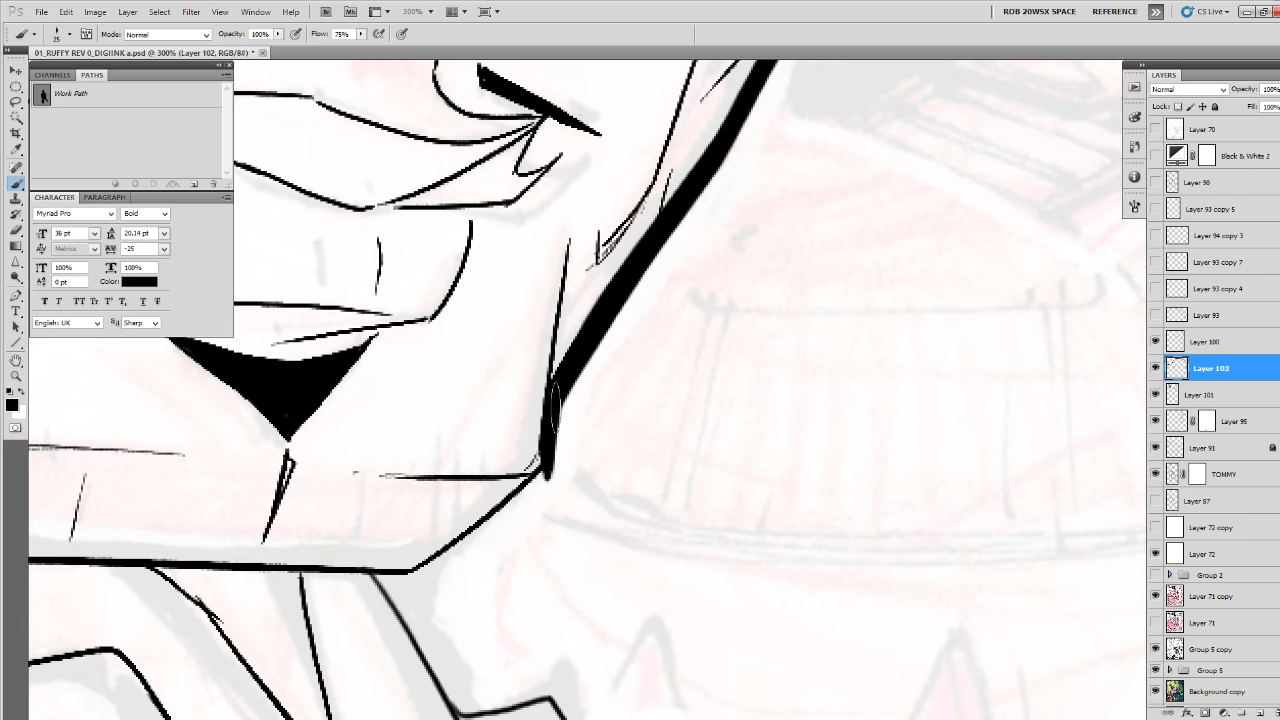 Ps File Edit Image Layer Select Filter View Window Help Br Mb 300% ROB 20WSX SPACE REFERENCE CS Live
25 Mode: Normal Opacity: 100% Flow: 75%
01_RUFFY REV 0_DIGIINK a.psd @ 300% (Layer 102, RGB/8#) *
CHANNELS PATHS
Work Path
CHARACTER PARAGRAPH
Myriad Pro Bold
36 pt 20.14 pt
Metrics -25
100% 100%
0 pt Color:
English: UK Sharp
LAYERS
Normal Opacity: 100%
Lock: Fill: 100%
Layer 70
Black & White 2
Layer 90
Layer 93 copy 5
Layer 94 copy 3
Layer 93 copy 7
Layer 93 copy 4
Layer 93
Layer 100
Layer 102
Layer 101
Layer 95
Layer 91
TOMMY
Layer 87
Layer 72 copy
Layer 72
Group 2
Layer 71 copy
Layer 71
Group 5 copy
Group 5
Background copy